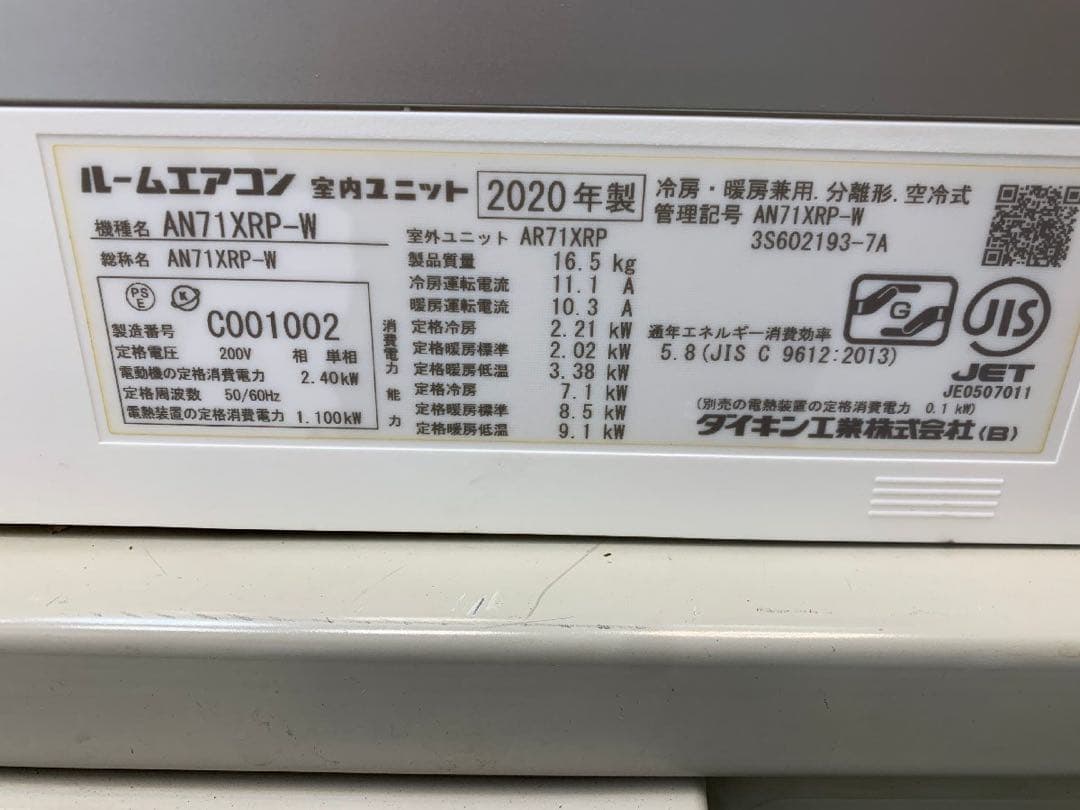 ルームエアコン 室内ユニット 2020年製 冷房・暖房兼用.分離形.空冷式
機種名 AN71XRP-W
管理記号 AN71XRP-W
3S602193-7A
総称名 AN71XRP-W
室外ユニット AR71XRP
製品質量 16.5 kg
冷房運転電流 11.1 A
暖房運転電流 10.3 A
消費電力
定格冷房 2.21 kW
定格暖房標準 2.02 kW
定格暖房低温 3.38 kW
能力
定格冷房 7.1 kW
定格暖房標準 8.5 kW
定格暖房低温 9.1 kW
PS
E
K
製造番号 C001002
定格電圧 200V 相 単相
電動機の定格消費電力 2.40kW
定格周波数 50/60Hz
電熱装置の定格消費電力 1.100kW
通年エネルギー消費効率
5.8(JIS C 9612:2013)
G
JIS
JET
JE0507011
(別売の電熱装置の定格消費電力 0.1 kW)
ダイキン工業株式会社(B)